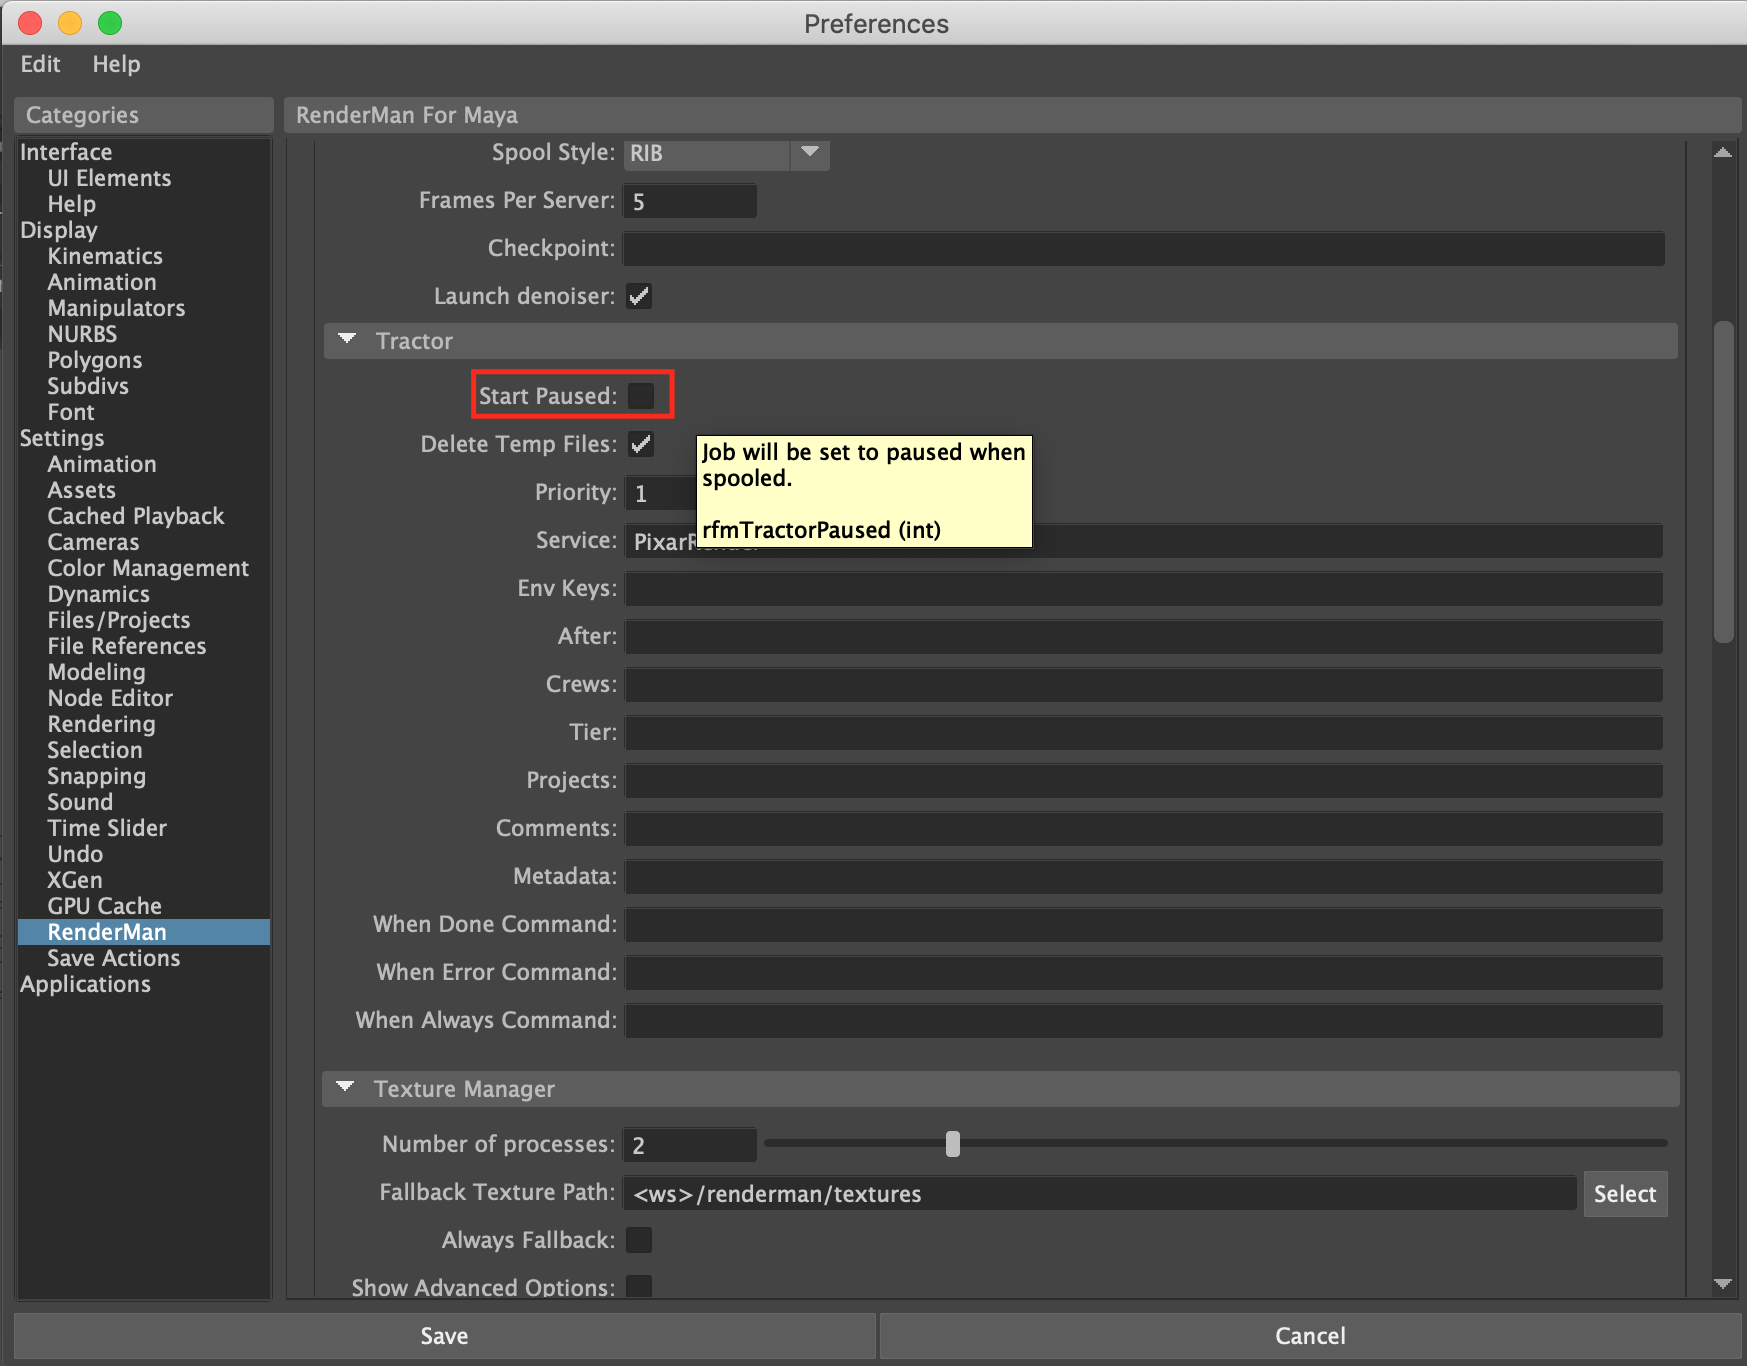 Preferences
Edit Help
Categories
Interface
UI Elements
Help
Display
Kinematics
Animation
Manipulators
NURBS
Polygons
Subdivs
Font
Settings
Animation
Assets
Cached Playback
Cameras
Color Management
Dynamics
Files/Projects
File References
Modeling
Node Editor
Rendering
Selection
Snapping
Sound
Time Slider
Undo
XGen
GPU Cache
RenderMan
Save Actions
Applications
RenderMan For Maya
Spool Style: RIB
Frames Per Server: 5
Checkpoint:
Launch denoiser:
Tractor
Start Paused:
Delete Temp Files:
Job will be set to paused when
spooled.
rfmTractorPaused (int)
Priority: 1
Service:
Env Keys:
After:
Crews:
Tier:
Projects:
Comments:
Metadata:
When Done Command:
When Error Command:
When Always Command:
Texture Manager
Number of processes: 2
Fallback Texture Path: <ws>/renderman/textures Select
Always Fallback:
Show Advanced Options:
Save Cancel